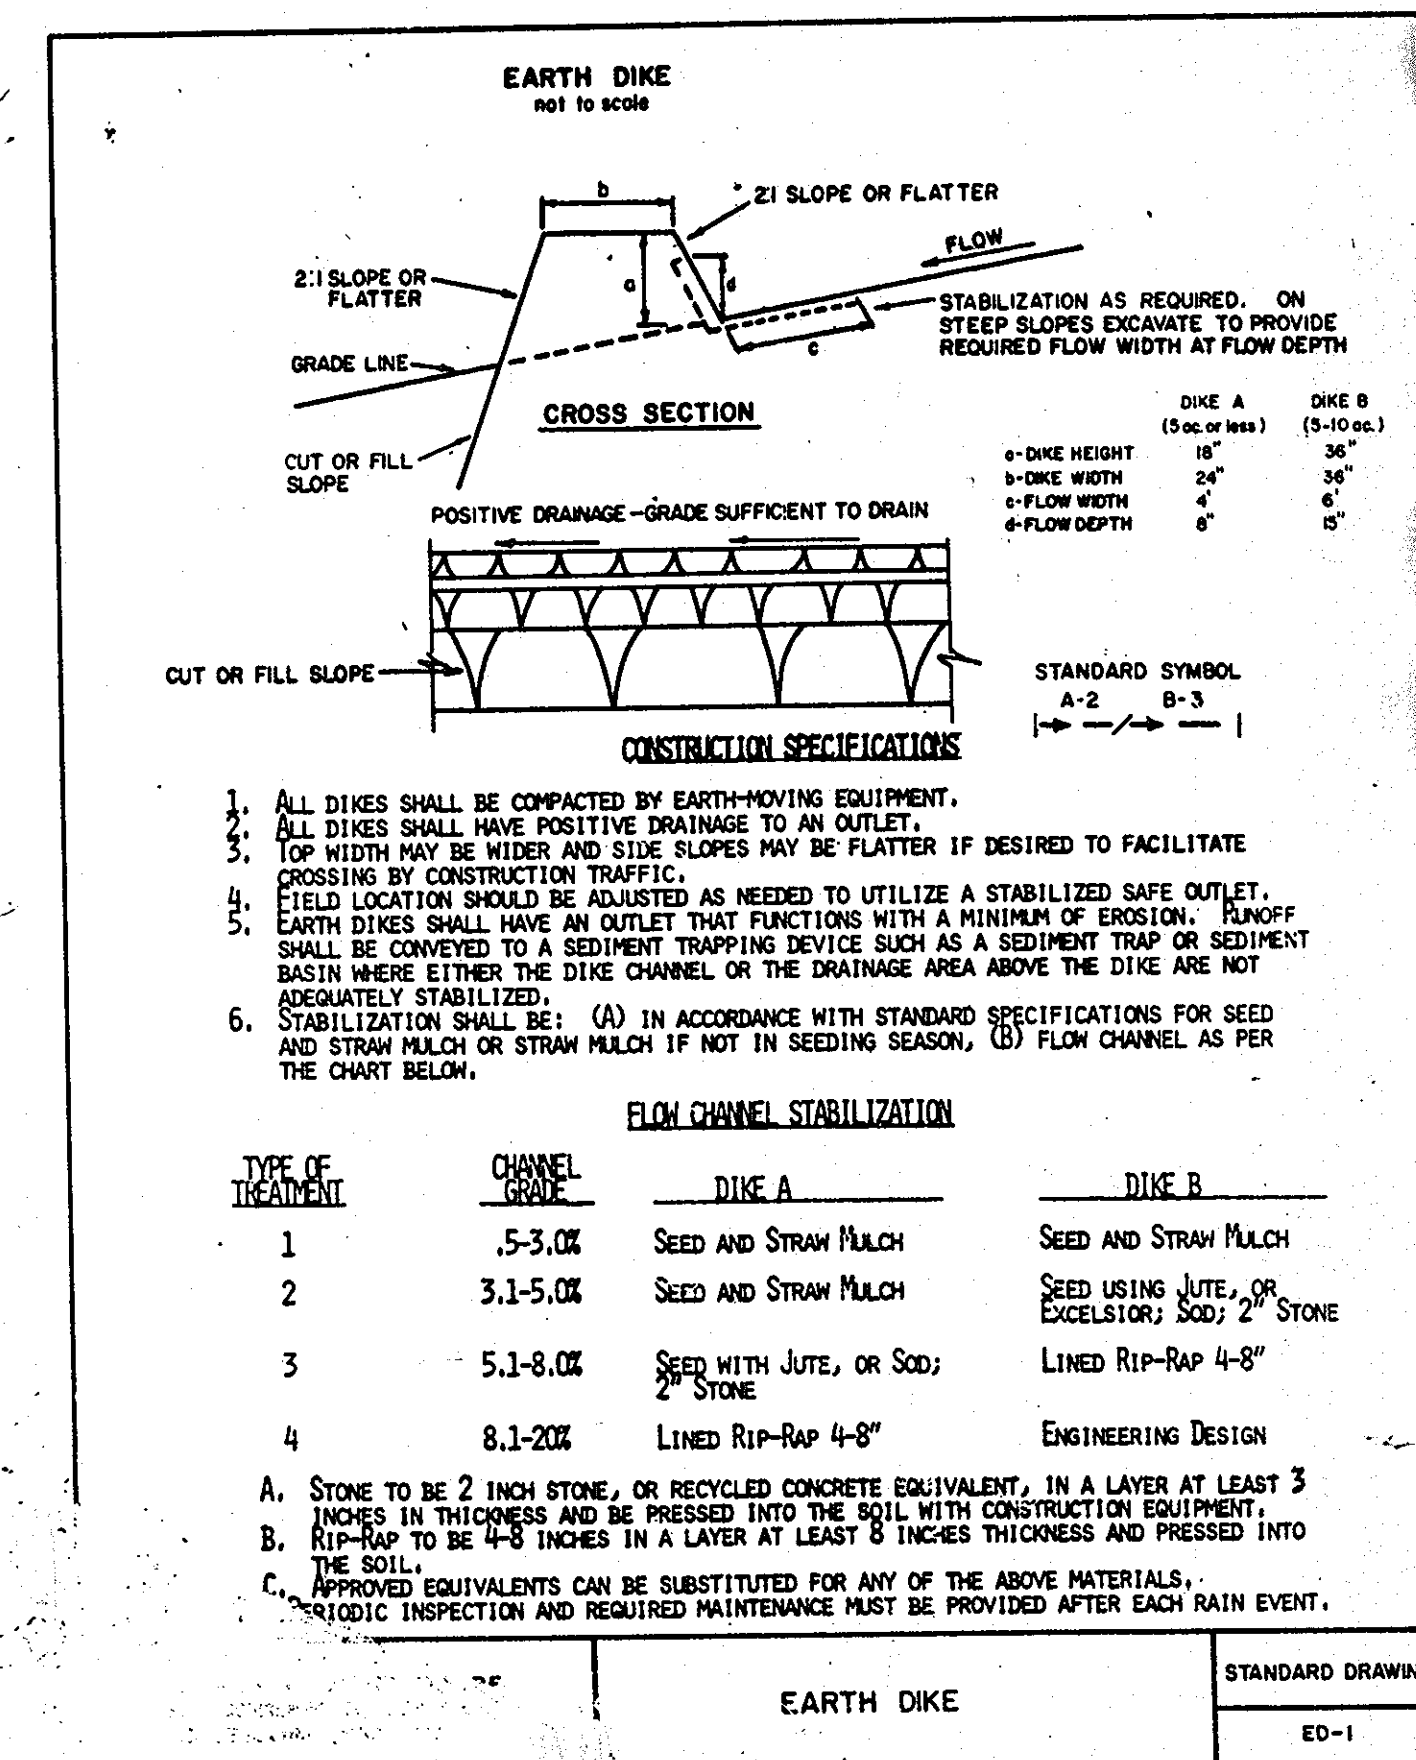 EARTH DIKE
not to scale
b
2:1 SLOPE OR FLATTER
FLOW
2:1 SLOPE OR
FLATTER
a
d
STABILIZATION AS REQUIRED. ON
STEEP SLOPES EXCAVATE TO PROVIDE
REQUIRED FLOW WIDTH AT FLOW DEPTH
c
GRADE LINE
CROSS SECTION
CUT OR FILL
SLOPE
DIKE A DIKE B
(5 ac. or less) (5-10 ac.)
a-DIKE HEIGHT 18" 36"
b-DIKE WIDTH 24" 36"
c-FLOW WIDTH 4' 6'
d-FLOW DEPTH 8" 15"
POSITIVE DRAINAGE-GRADE SUFFICIENT TO DRAIN
CUT OR FILL SLOPE
STANDARD SYMBOL
A-2 B-3
CONSTRUCTION SPECIFICATIONS
1. ALL DIKES SHALL BE COMPACTED BY EARTH-MOVING EQUIPMENT.
2. ALL DIKES SHALL HAVE POSITIVE DRAINAGE TO AN OUTLET.
3. TOP WIDTH MAY BE WIDER AND SIDE SLOPES MAY BE FLATTER IF DESIRED TO FACILITATE
CROSSING BY CONSTRUCTION TRAFFIC.
4. FIELD LOCATION SHOULD BE ADJUSTED AS NEEDED TO UTILIZE A STABILIZED SAFE OUTLET.
5. EARTH DIKES SHALL HAVE AN OUTLET THAT FUNCTIONS WITH A MINIMUM OF EROSION. RUNOFF
SHALL BE CONVEYED TO A SEDIMENT TRAPPING DEVICE SUCH AS A SEDIMENT TRAP OR SEDIMENT
BASIN WHERE EITHER THE DIKE CHANNEL OR THE DRAINAGE AREA ABOVE THE DIKE ARE NOT
ADEQUATELY STABILIZED.
6. STABILIZATION SHALL BE: (A) IN ACCORDANCE WITH STANDARD SPECIFICATIONS FOR SEED
AND STRAW MULCH OR STRAW MULCH IF NOT IN SEEDING SEASON, (B) FLOW CHANNEL AS PER
THE CHART BELOW.
FLOW CHANNEL STABILIZATION
TYPE OF CHANNEL
TREATMENT GRADE DIKE A DIKE B
1 .5-3.0% SEED AND STRAW MULCH SEED AND STRAW MULCH
2 3.1-5.0% SEED AND STRAW MULCH SEED USING JUTE, OR
EXCELSIOR; SOD; 2" STONE
3 5.1-8.0% SEED WITH JUTE, OR SOD; LINED RIP-RAP 4-8"
2" STONE
4 8.1-20% LINED RIP-RAP 4-8" ENGINEERING DESIGN
A. STONE TO BE 2 INCH STONE, OR RECYCLED CONCRETE EQUIVALENT, IN A LAYER AT LEAST 3
INCHES IN THICKNESS AND BE PRESSED INTO THE SOIL WITH CONSTRUCTION EQUIPMENT.
B. RIP-RAP TO BE 4-8 INCHES IN A LAYER AT LEAST 8 INCHES THICKNESS AND PRESSED INTO
THE SOIL.
C. APPROVED EQUIVALENTS CAN BE SUBSTITUTED FOR ANY OF THE ABOVE MATERIALS.
PERIODIC INSPECTION AND REQUIRED MAINTENANCE MUST BE PROVIDED AFTER EACH RAIN EVENT.
EARTH DIKE
STANDARD DRAWIN
ED-1